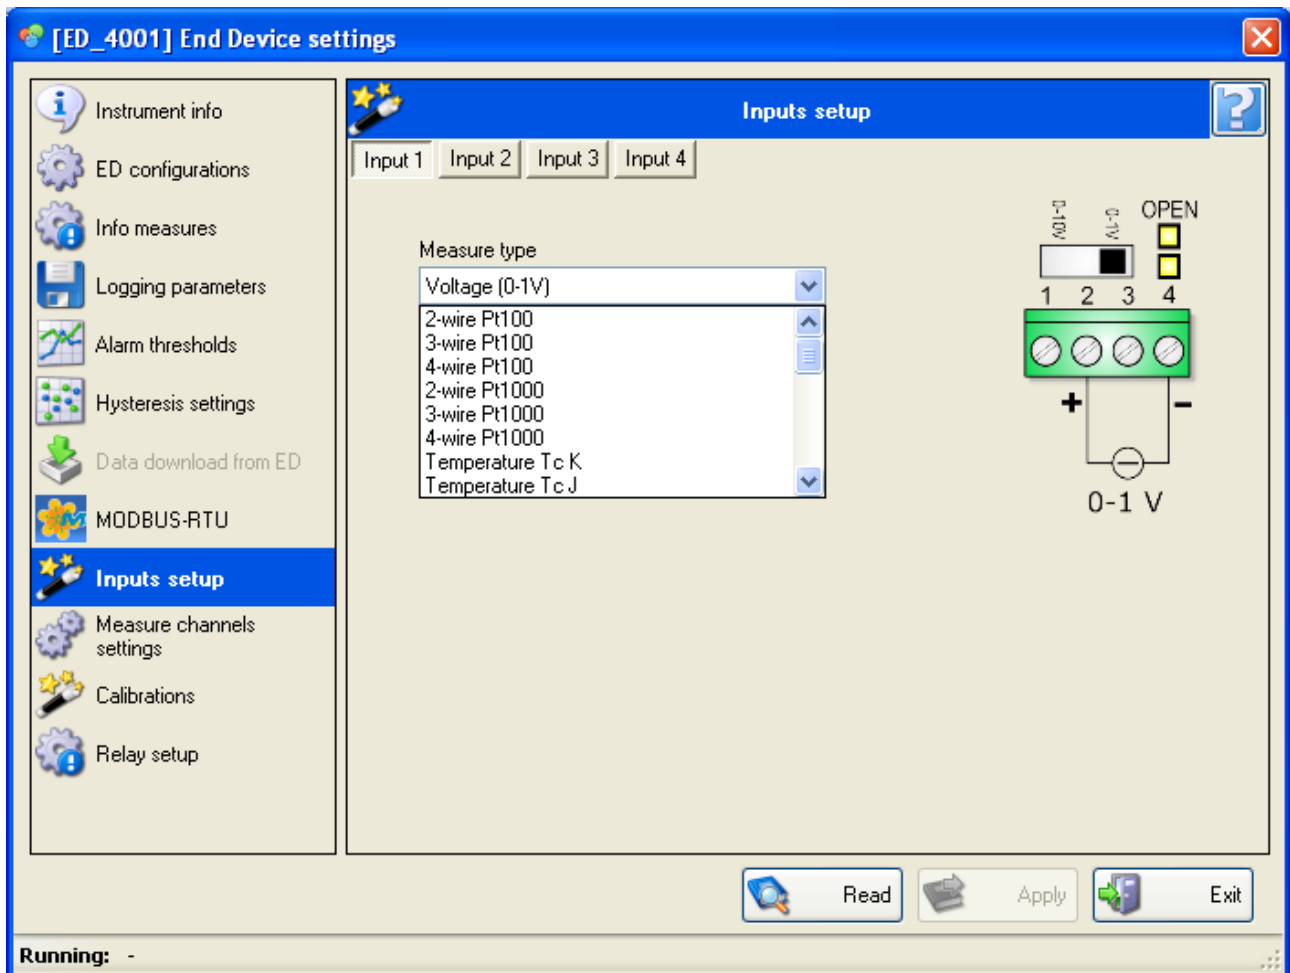 [ED_4001] End Device settings
Instrument info
ED configurations
Info measures
Logging parameters
Alarm thresholds
Hysteresis settings
Data download from ED
MODBUS-RTU
Inputs setup
Measure channels
settings
Calibrations
Relay setup
Inputs setup
Input 1 Input 2 Input 3 Input 4
Measure type
Voltage (0-1V)
2-wire Pt100
3-wire Pt100
4-wire Pt100
2-wire Pt1000
3-wire Pt1000
4-wire Pt1000
Temperature Tc K
Temperature Tc J
0-10V 0-1V OPEN
1 2 3 4
+ -
0-1 V
Read Apply Exit
Running: -